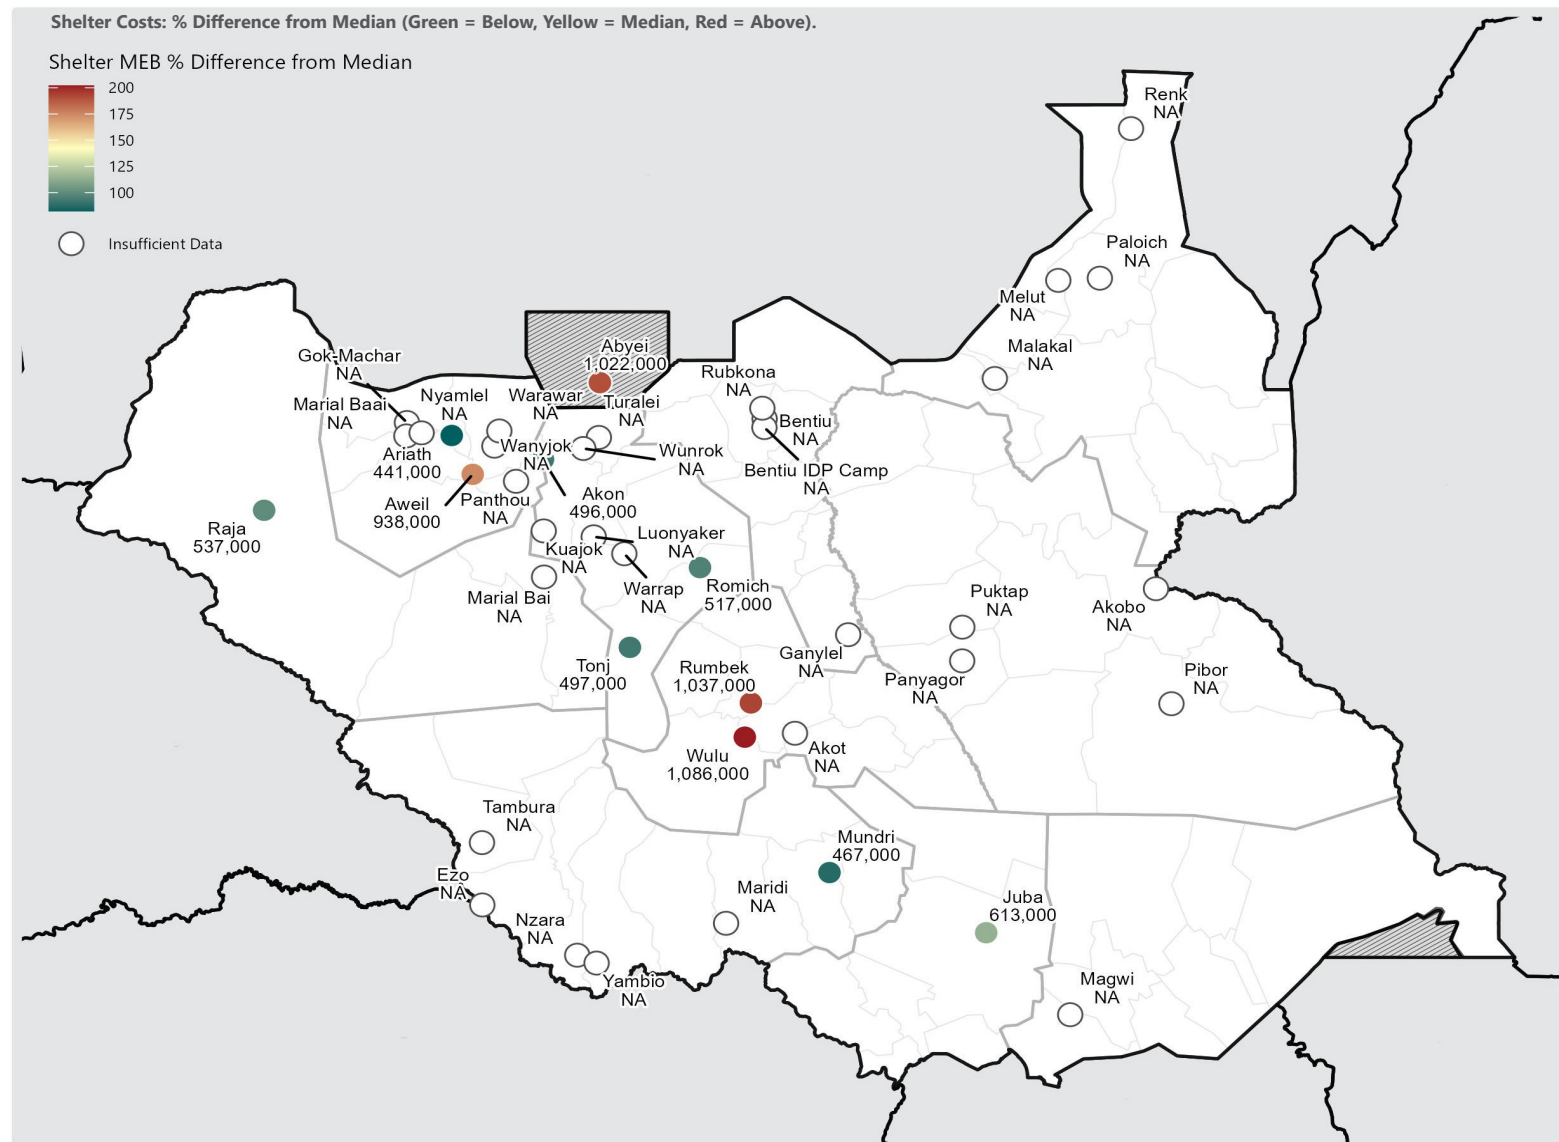 Shelter Costs: % Difference from Median (Green = Below, Yellow = Median, Red = Above).
Shelter MEB % Difference from Median
200
175
150
125
100
Insufficient Data
Renk
NA
Paloich
NA
Melut
NA
Malakal
NA
Abyei
1,022,000
Gok-Machar
NA
Rubkona
NA
Nyamlel
NA
Warawar
NA
Turalei
NA
Marial Baai
NA
Bentiu
NA
Wanyjok
NA
Wunrok
NA
Ariath
441,000
Bentiu IDP Camp
NA
Aweil
938,000
Panthou
NA
Akon
496,000
Raja
537,000
Luonyaker
NA
Kuajok
NA
Marial Bai
NA
Warrap
NA
Romich
517,000
Puktap
NA
Akobo
NA
Ganylel
NA
Tonj
497,000
Rumbek
1,037,000
Panyagor
NA
Pibor
NA
Wulu
1,086,000
Akot
NA
Tambura
NA
Mundri
467,000
Ezo
NA
Maridi
NA
Juba
613,000
Nzara
NA
Yambio
NA
Magwi
NA